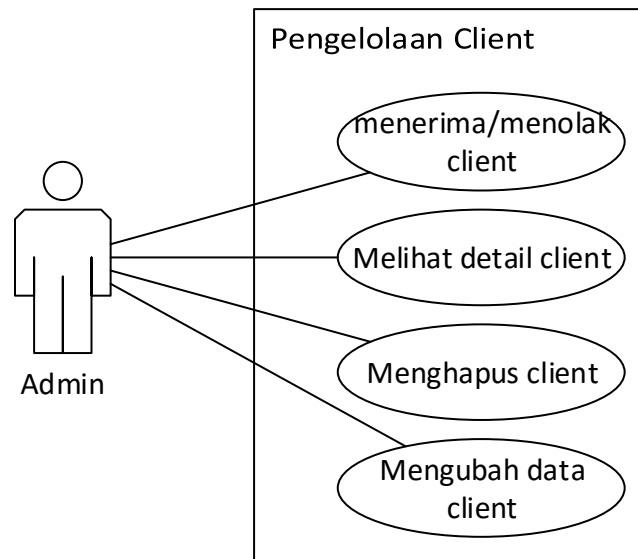 Pengelolaan Client
menerima/menolak
client
Melihat detail client
Menghapus client
Admin
Mengubah data
client